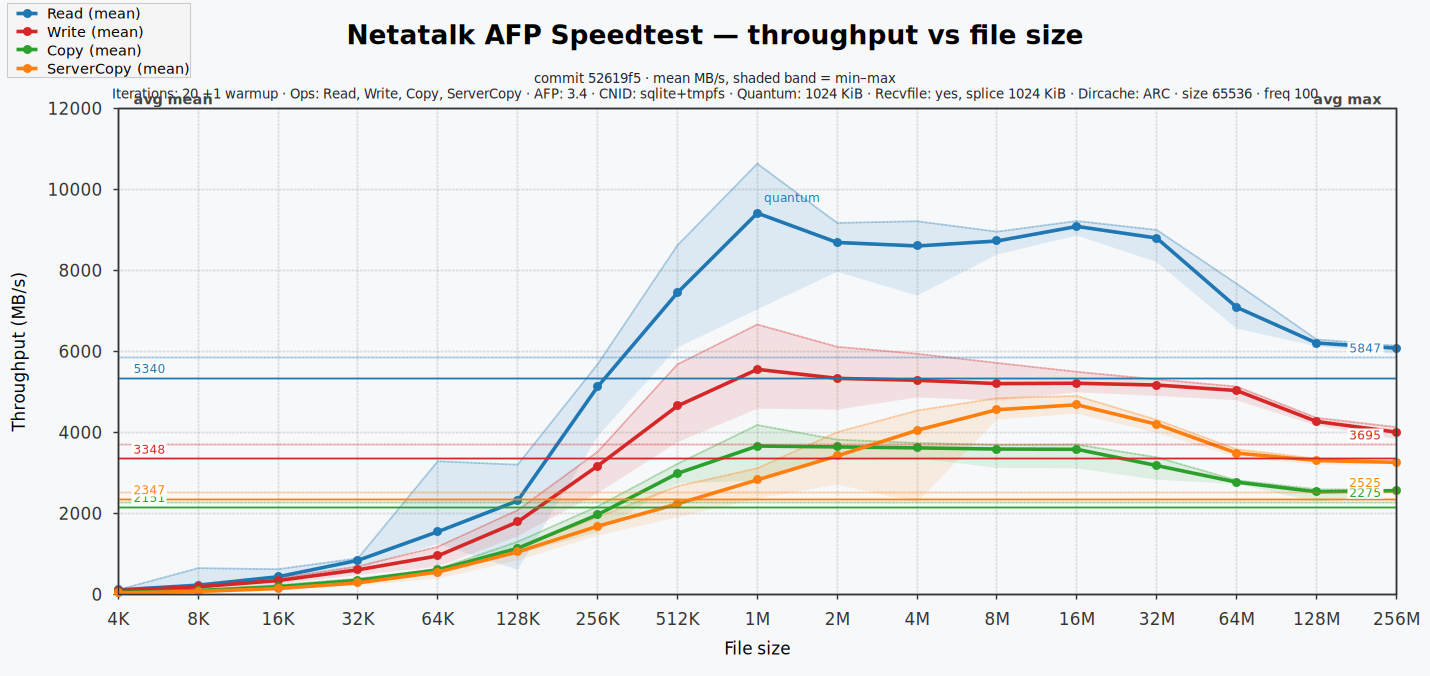 Read (mean)
Write (mean)
Copy (mean)
ServerCopy (mean)
Netatalk AFP Speedtest — throughput vs file size
commit 52619f5 · mean MB/s, shaded band = min–max
Iterations: 20 +1 warmup · Ops: Read, Write, Copy, ServerCopy · AFP: 3.4 · CNID: sqlite+tmpfs · Quantum: 1024 KiB · Recvfile: yes, splice 1024 KiB · Dircache: ARC · size 65536 · freq 100
avg mean
avg max
12000
10000
8000
6000
4000
2000
0
Throughput (MB/s)
quantum
5340
3348
2347
2151
5847
3695
2525
2275
4K 8K 16K 32K 64K 128K 256K 512K 1M 2M 4M 8M 16M 32M 64M 128M 256M
File size